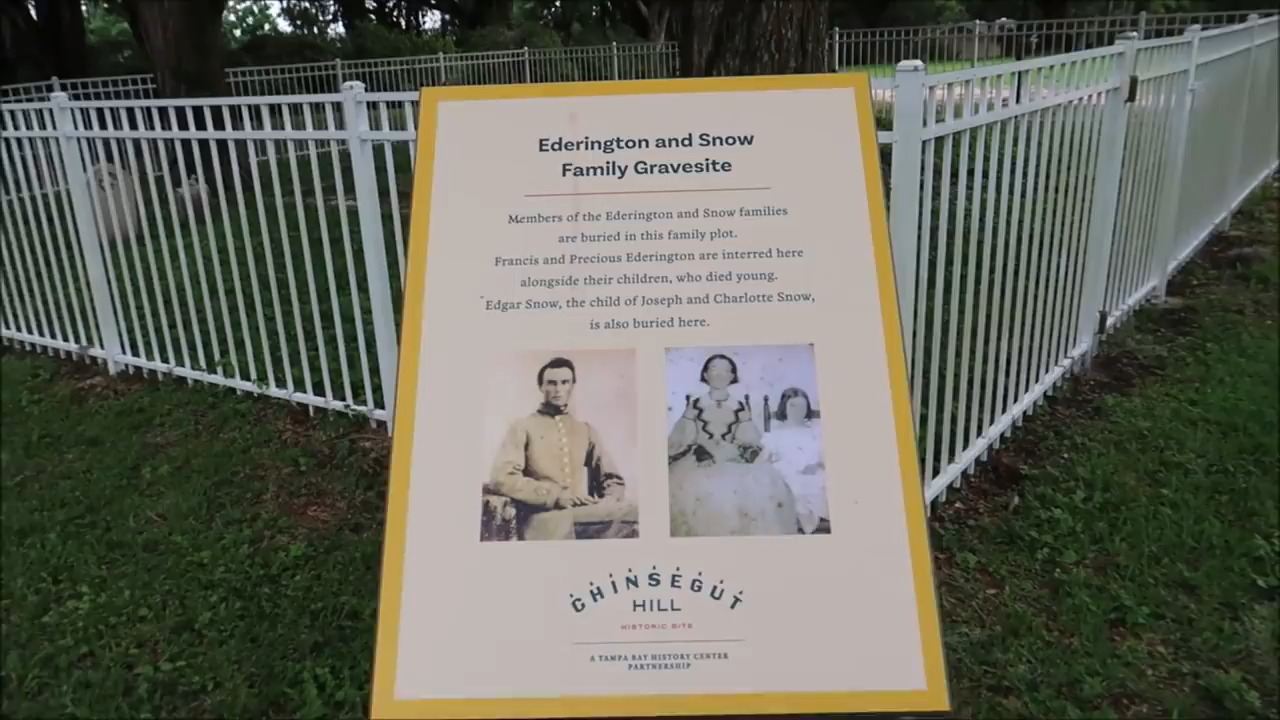 Ederington and Snow
Family Gravesite
Members of the Ederington and Snow families
are buried in this family plot.
Francis and Precious Ederington are interred here
alongside their children, who died young.
Edgar Snow, the child of Joseph and Charlotte Snow,
is also buried here.
CHINSEGUT
HILL
HISTORIC SITE
A TAMPA BAY HISTORY CENTER
PARTNERSHIP